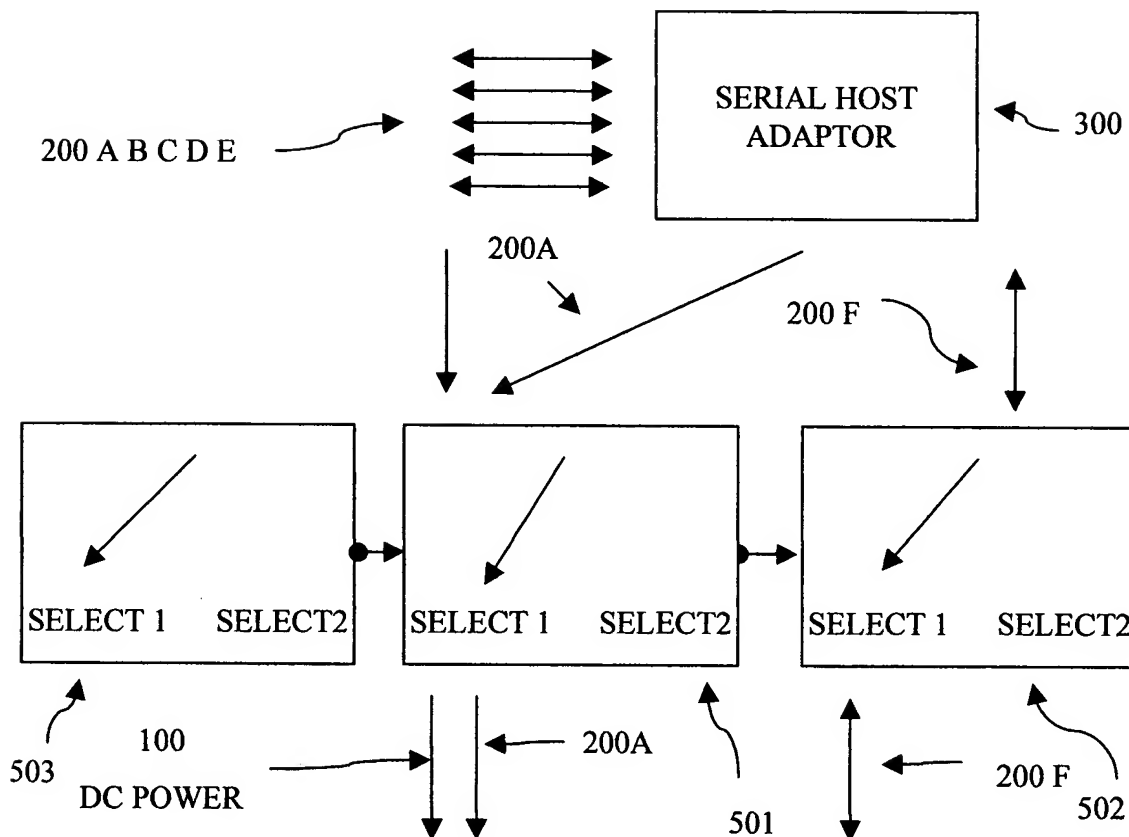 SERIAL HOST
ADAPTOR
300
200 A B C D E
200A
200 F
SELECT 1 SELECT2
SELECT 1 SELECT2
SELECT 1 SELECT2
503
100
DC POWER
200A
501
200 F
502